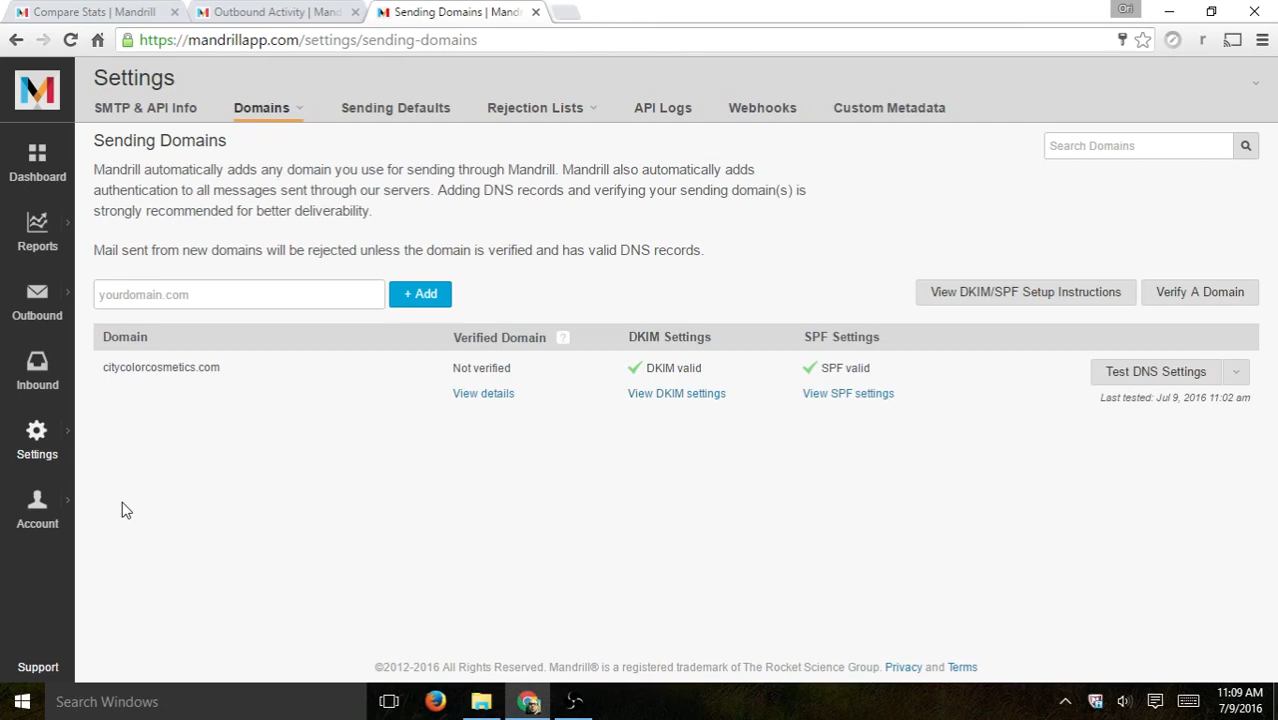 Compare Stats | Mandrill
Outbound Activity | Mand
Sending Domains | Mandr
Ori
https://mandrillapp.com/settings/sending-domains
Settings
SMTP & API Info
Domains
Sending Defaults
Rejection Lists
API Logs
Webhooks
Custom Metadata
Dashboard
Reports
Outbound
Inbound
Settings
Account
Support
Sending Domains
Search Domains
Mandrill automatically adds any domain you use for sending through Mandrill. Mandrill also automatically adds
authentication to all messages sent through our servers. Adding DNS records and verifying your sending domain(s) is
strongly recommended for better deliverability.
Mail sent from new domains will be rejected unless the domain is verified and has valid DNS records.
yourdomain.com
+ Add
View DKIM/SPF Setup Instructions
Verify A Domain
Domain
Verified Domain ?
DKIM Settings
SPF Settings
citycolorcosmetics.com
Not verified
DKIM valid
SPF valid
Test DNS Settings
View details
View DKIM settings
View SPF settings
Last tested: Jul 9, 2016 11:02 am
©2012-2016 All Rights Reserved. Mandrill® is a registered trademark of The Rocket Science Group. Privacy and Terms
Search Windows
11:09 AM
7/9/2016